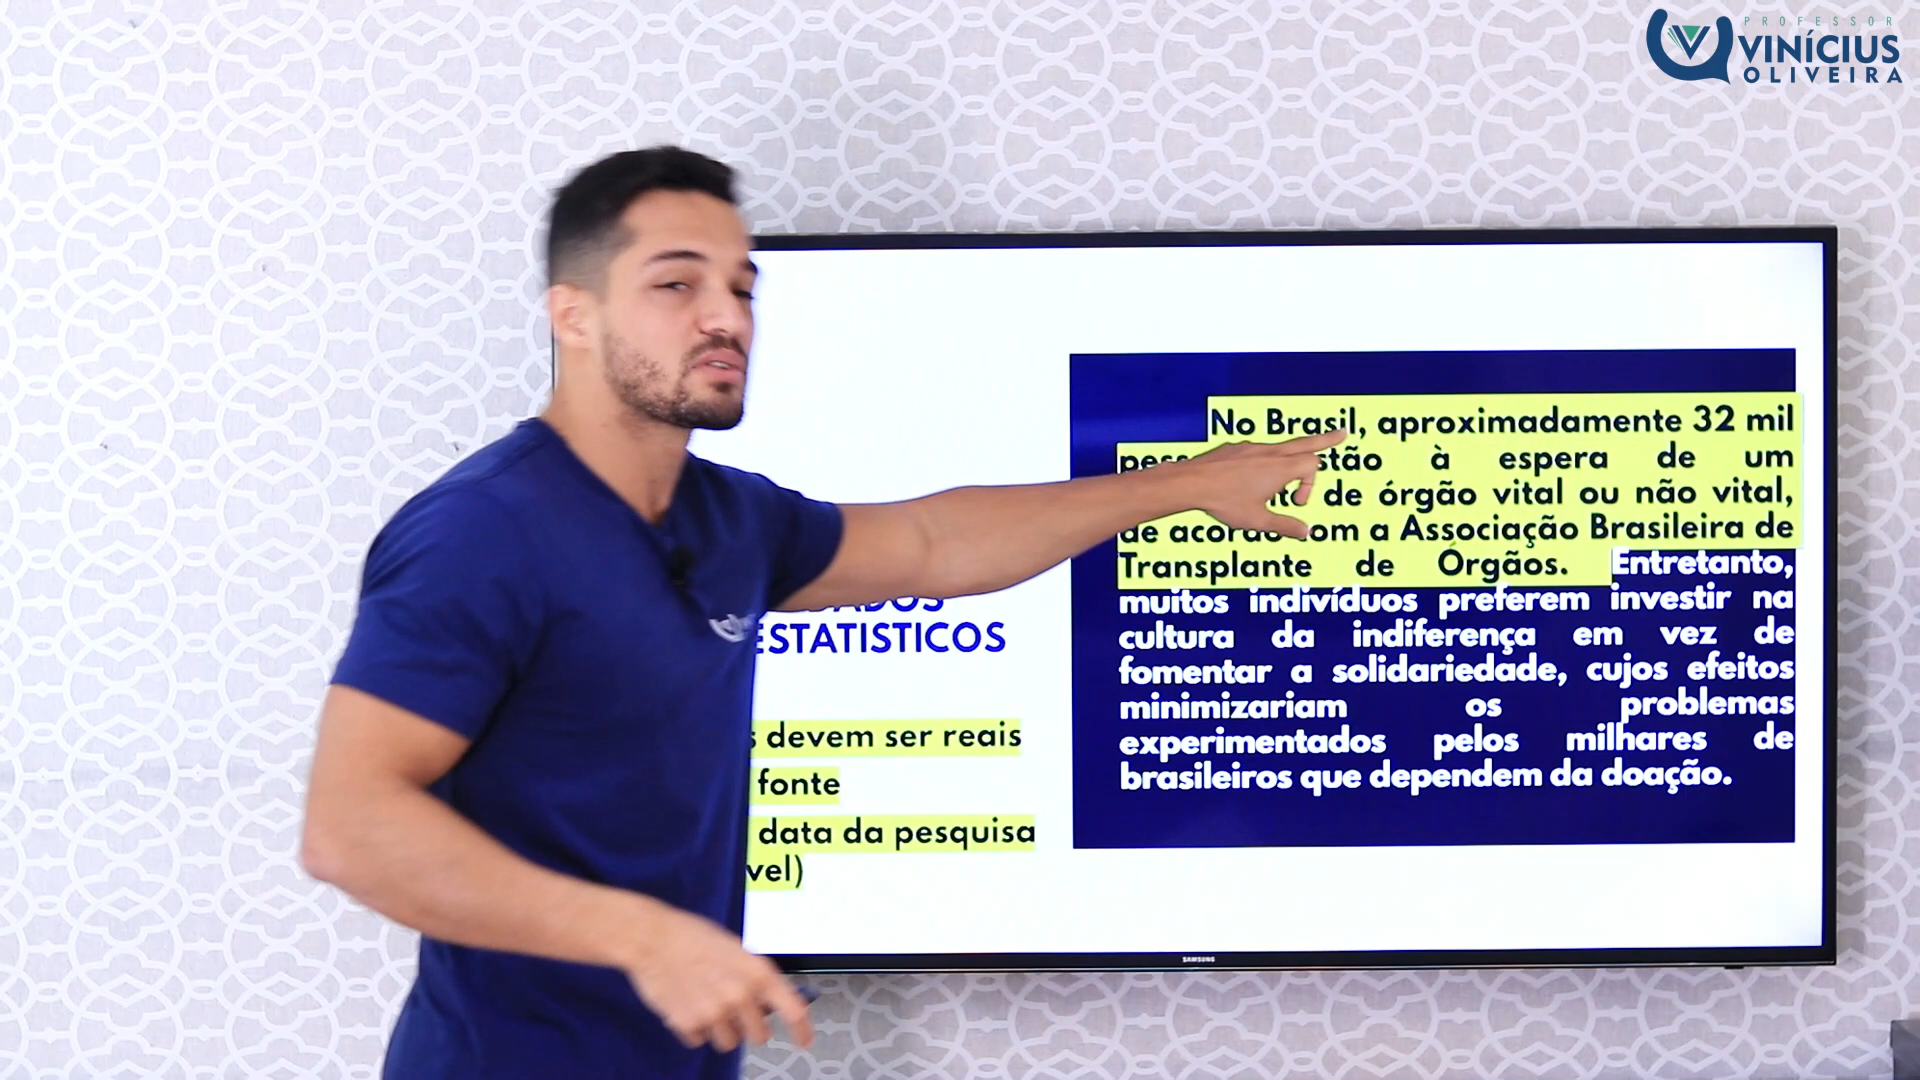 PROFESSOR
VINÍCIUS
OLIVEIRA
DADOS
ESTATISTICOS
devem ser reais
fonte
data da pesquisa
No Brasil, aproximadamente 32 mil
à espera de um
de órgão vital ou não vital,
de acordo com a Associação Brasileira de
Transplante de Órgãos. Entretanto,
muitos indivíduos preferem investir na
cultura da indiferença em vez de
fomentar a solidariedade, cujos efeitos
minimizariam os problemas
experimentados pelos milhares de
brasileiros que dependem da doação.
SAMSUNG